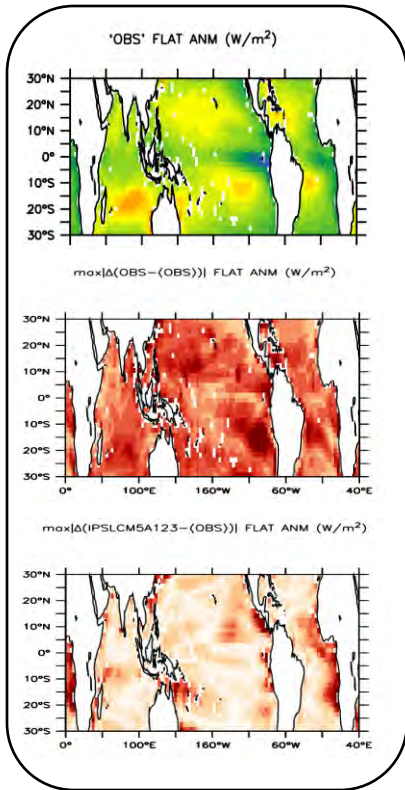 'OBS' FLAT ANM (W/m²)
30°N
20°N
10°N
0°
10°S
20°S
30°S
max|Δ(OBS−⟨OBS⟩)| FLAT ANM (W/m²)
30°N
20°N
10°N
0°
10°S
20°S
30°S
0° 100°E 160°W 60°W 40°E
max|Δ(IPSLCM5A123−⟨OBS⟩)| FLAT ANM (W/m²)
30°N
20°N
10°N
0°
10°S
20°S
30°S
0° 100°E 160°W 60°W 40°E